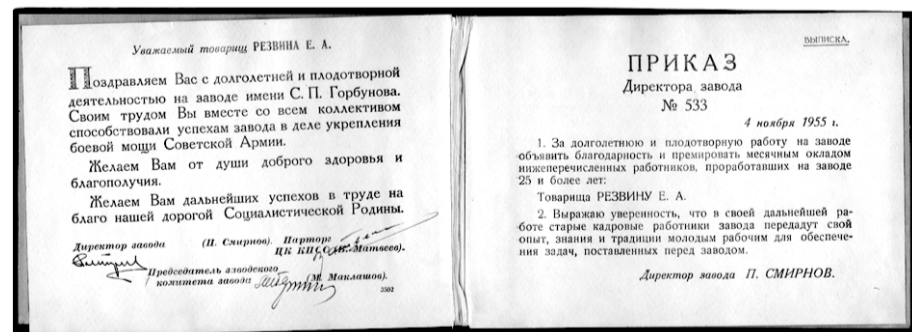 Уважаемый товарищ РЕЗВИНА Е. А.
Поздравляем Вас с долголетней и плодотворной
деятельностью на заводе имени С. П. Горбунова.
Своим трудом Вы вместе со всем коллективом
способствовали успехам завода в деле укрепления
боевой мощи Советской Армии.
Желаем Вам от души доброго здоровья и
благополучия.
Желаем Вам дальнейших успехов в труде на
благо нашей дорогой Социалистической Родины.
Директор завода (П. Смирнов). Парторг
ЦК КПСС Матвеев).
Председатель
комитета завода (М. Маклашов).
3502
ВЫПИСКА.
ПРИКАЗ
Директора завода
№ 533
4 ноября 1955 г.
1. За долголетнюю и плодотворную работу на заводе
объявить благодарность и премировать месячным окладом
нижеперечисленных работников, проработавших на заводе
25 и более лет:
Товарища РЕЗВИНУ Е. А.
2. Выражаю уверенность, что в своей дальнейшей ра-
боте старые кадровые работники завода передадут свой
опыт, знания и традиции молодым рабочим для обеспече-
ния задач, поставленных перед заводом.
Директор завода П. СМИРНОВ.